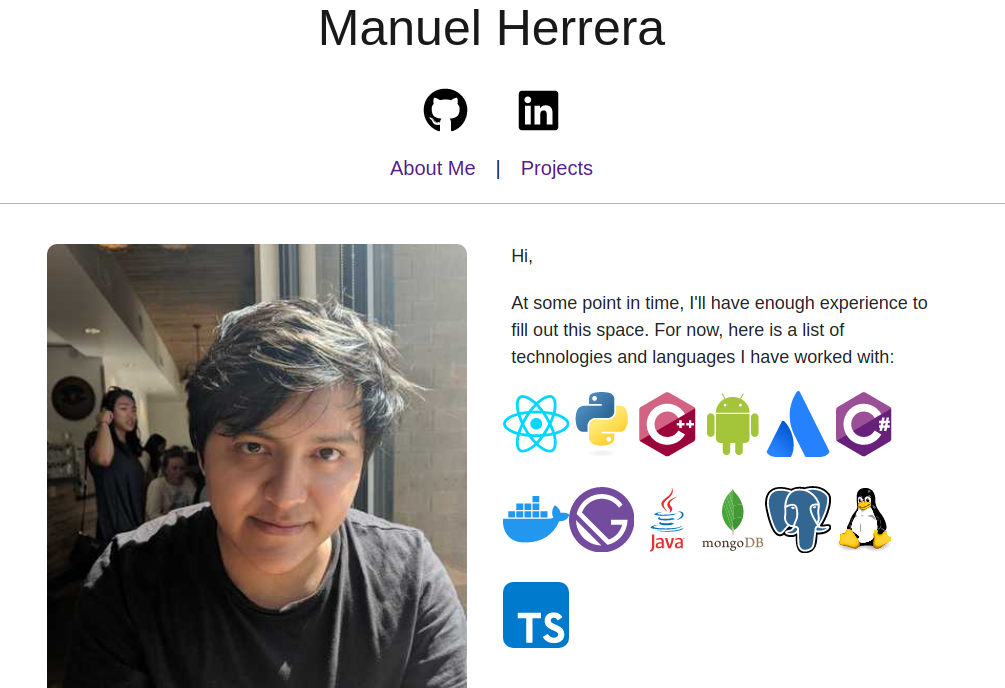 Manuel Herrera
in
About Me | Projects
Hi,
At some point in time, I'll have enough experience to
fill out this space. For now, here is a list of
technologies and languages I have worked with:
C++
C#
G
Java
mongoDB
TS